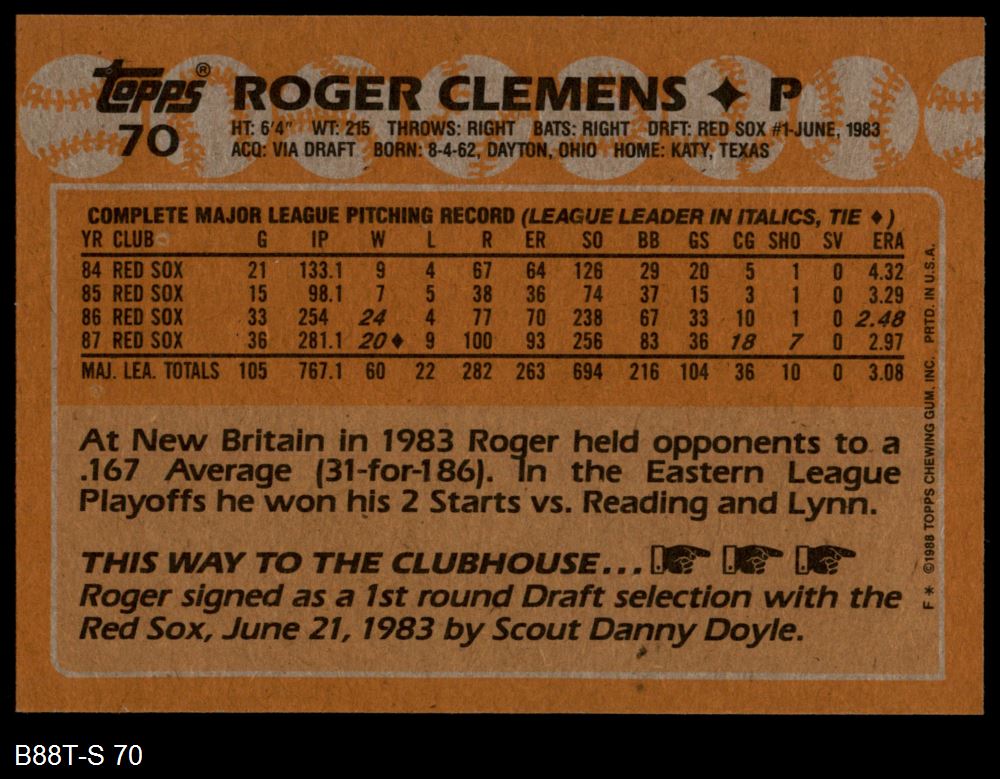 Topps® ROGER CLEMENS ✦ P
70
HT: 6'4" WT: 215 THROWS: RIGHT BATS: RIGHT DRFT: RED SOX #1-JUNE, 1983
ACQ: VIA DRAFT BORN: 8-4-62, DAYTON, OHIO HOME: KATY, TEXAS
COMPLETE MAJOR LEAGUE PITCHING RECORD (LEAGUE LEADER IN ITALICS, TIE ♦)
YR CLUB G IP W L R ER SO BB GS CG SHO SV ERA
84 RED SOX 21 133.1 9 4 67 64 126 29 20 5 1 0 4.32
85 RED SOX 15 98.1 7 5 38 36 74 37 15 3 1 0 3.29
86 RED SOX 33 254 24 4 77 70 238 67 33 10 1 0 2.48
87 RED SOX 36 281.1 20♦ 9 100 93 256 83 36 18 7 0 2.97
MAJ. LEA. TOTALS 105 767.1 60 22 282 263 694 216 104 36 10 0 3.08
At New Britain in 1983 Roger held opponents to a
.167 Average (31-for-186). In the Eastern League
Playoffs he won his 2 Starts vs. Reading and Lynn.
THIS WAY TO THE CLUBHOUSE...
Roger signed as a 1st round Draft selection with the
Red Sox, June 21, 1983 by Scout Danny Doyle.
F * ©1988 TOPPS CHEWING GUM, INC. PRTD. IN U.S.A.
B88T-S 70